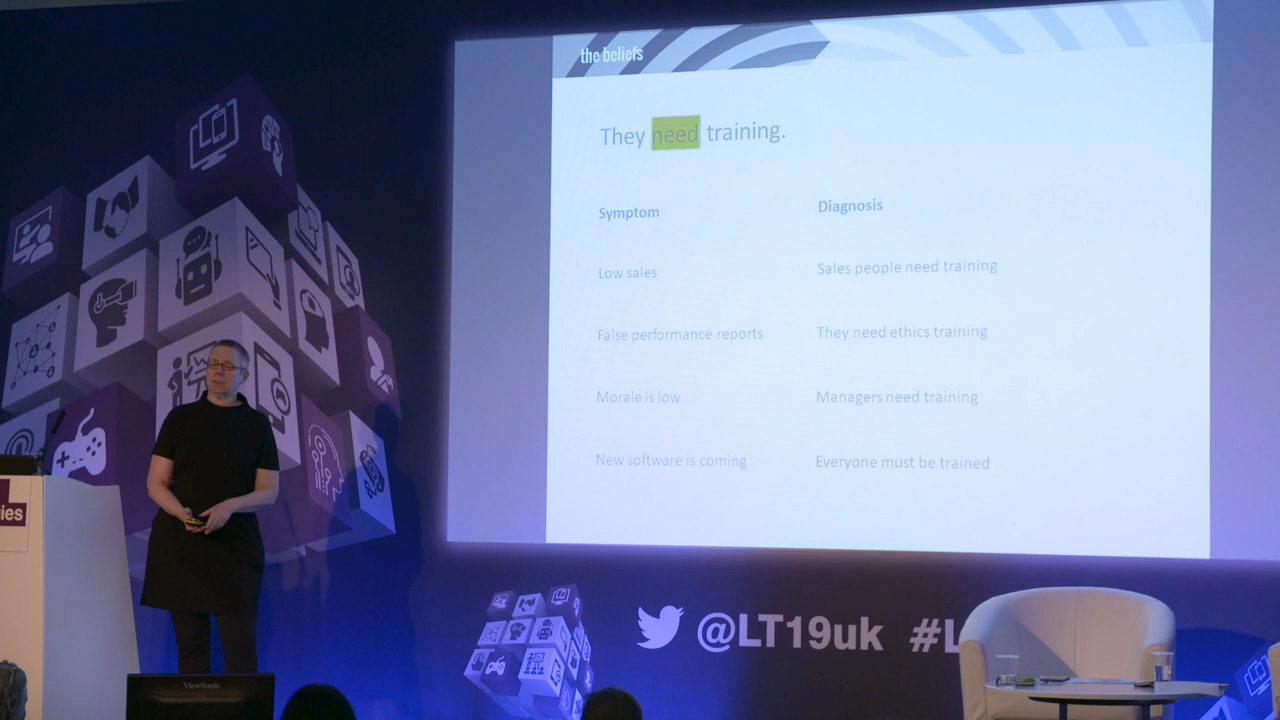 the beliefs
They need training.
Symptom Diagnosis
Low sales Sales people need training
False performance reports They need ethics training
Morale is low Managers need training
New software is coming Everyone must be trained
ies
@LT19uk #L
ViewSonic